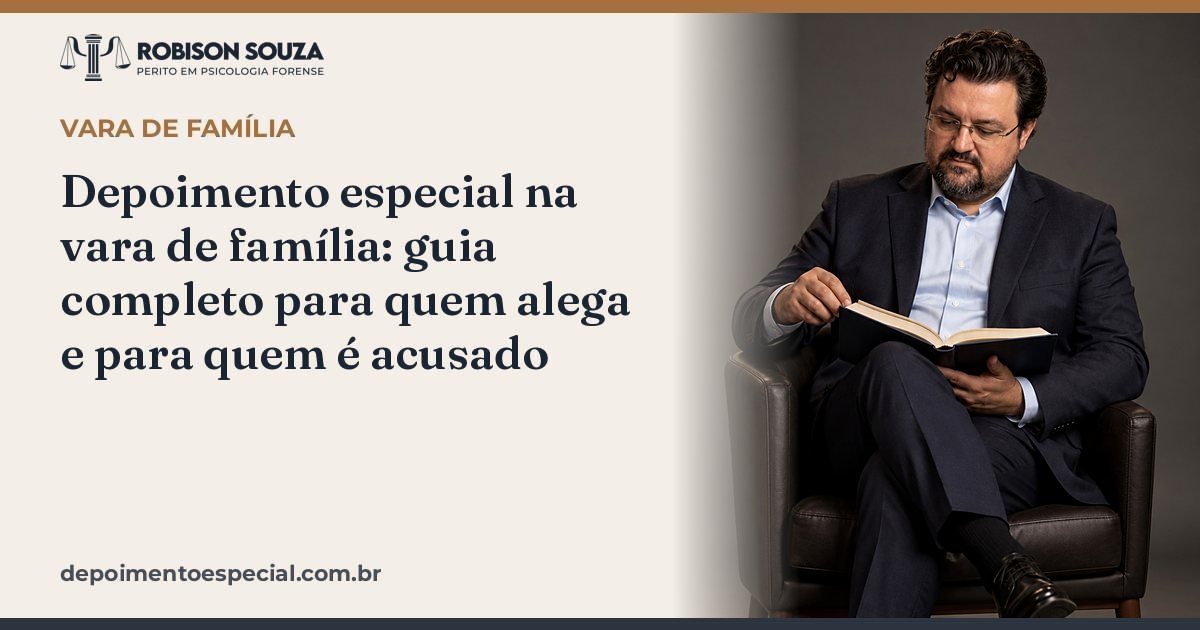 ROBISON SOUZA
PERITO EM PSICOLOGIA FORENSE
VARA DE FAMÍLIA
Depoimento especial na
vara de família: guia
completo para quem alega
e para quem é acusado
depoimentoespecial.com.br